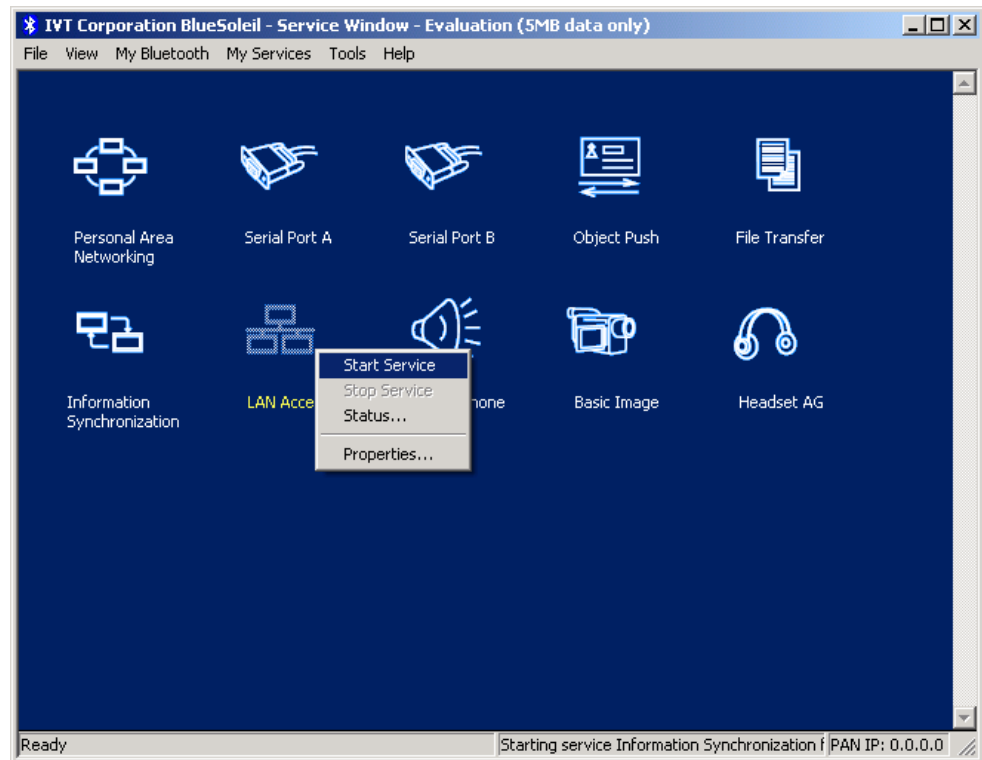 IVT Corporation BlueSoleil - Service Window - Evaluation (5MB data only)
File View My Bluetooth My Services Tools Help
Personal Area
Networking
Serial Port A
Serial Port B
Object Push
File Transfer
Information
Synchronization
LAN Acce
hone
Basic Image
Headset AG
Start Service
Stop Service
Status...
Properties...
Ready
Starting service Information Synchronization f
PAN IP: 0.0.0.0